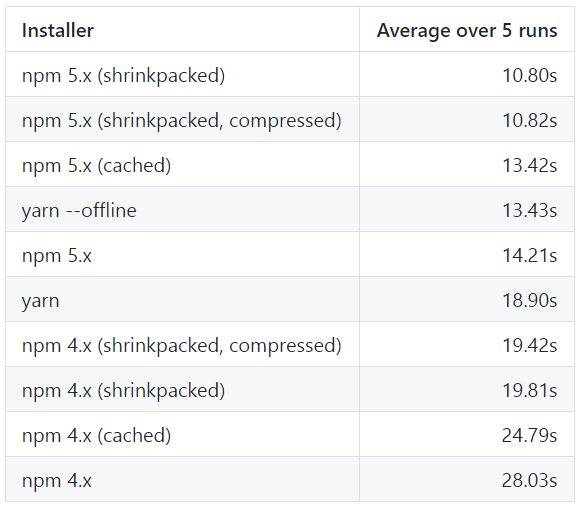 Installer Average over 5 runs
npm 5.x (shrinkpacked) 10.80s
npm 5.x (shrinkpacked, compressed) 10.82s
npm 5.x (cached) 13.42s
yarn --offline 13.43s
npm 5.x 14.21s
yarn 18.90s
npm 4.x (shrinkpacked, compressed) 19.42s
npm 4.x (shrinkpacked) 19.81s
npm 4.x (cached) 24.79s
npm 4.x 28.03s